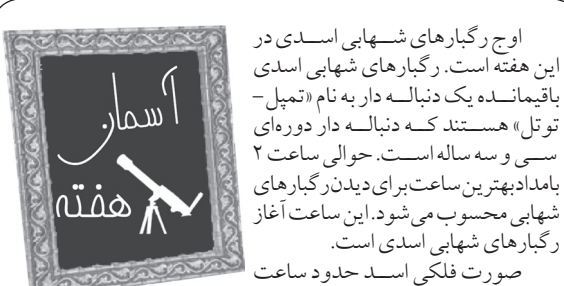 آسمان
هفته
اوج رگبارهای شهابی اسدی در
این هفته است. رگبارهای شهابی اسدی
باقیمانده یک دنباله دار به نام «تمپل–
توتل» هستند که دنباله دار دوره‌ای
سی و سه ساله است. حوالی ساعت ۲
بامداد بهترین ساعت برای دیدن رگبارهای
شهابی محسوب می‌شود. این ساعت آغاز
رگبارهای شهابی اسدی است.
صورت فلکی اسد حدود ساعت